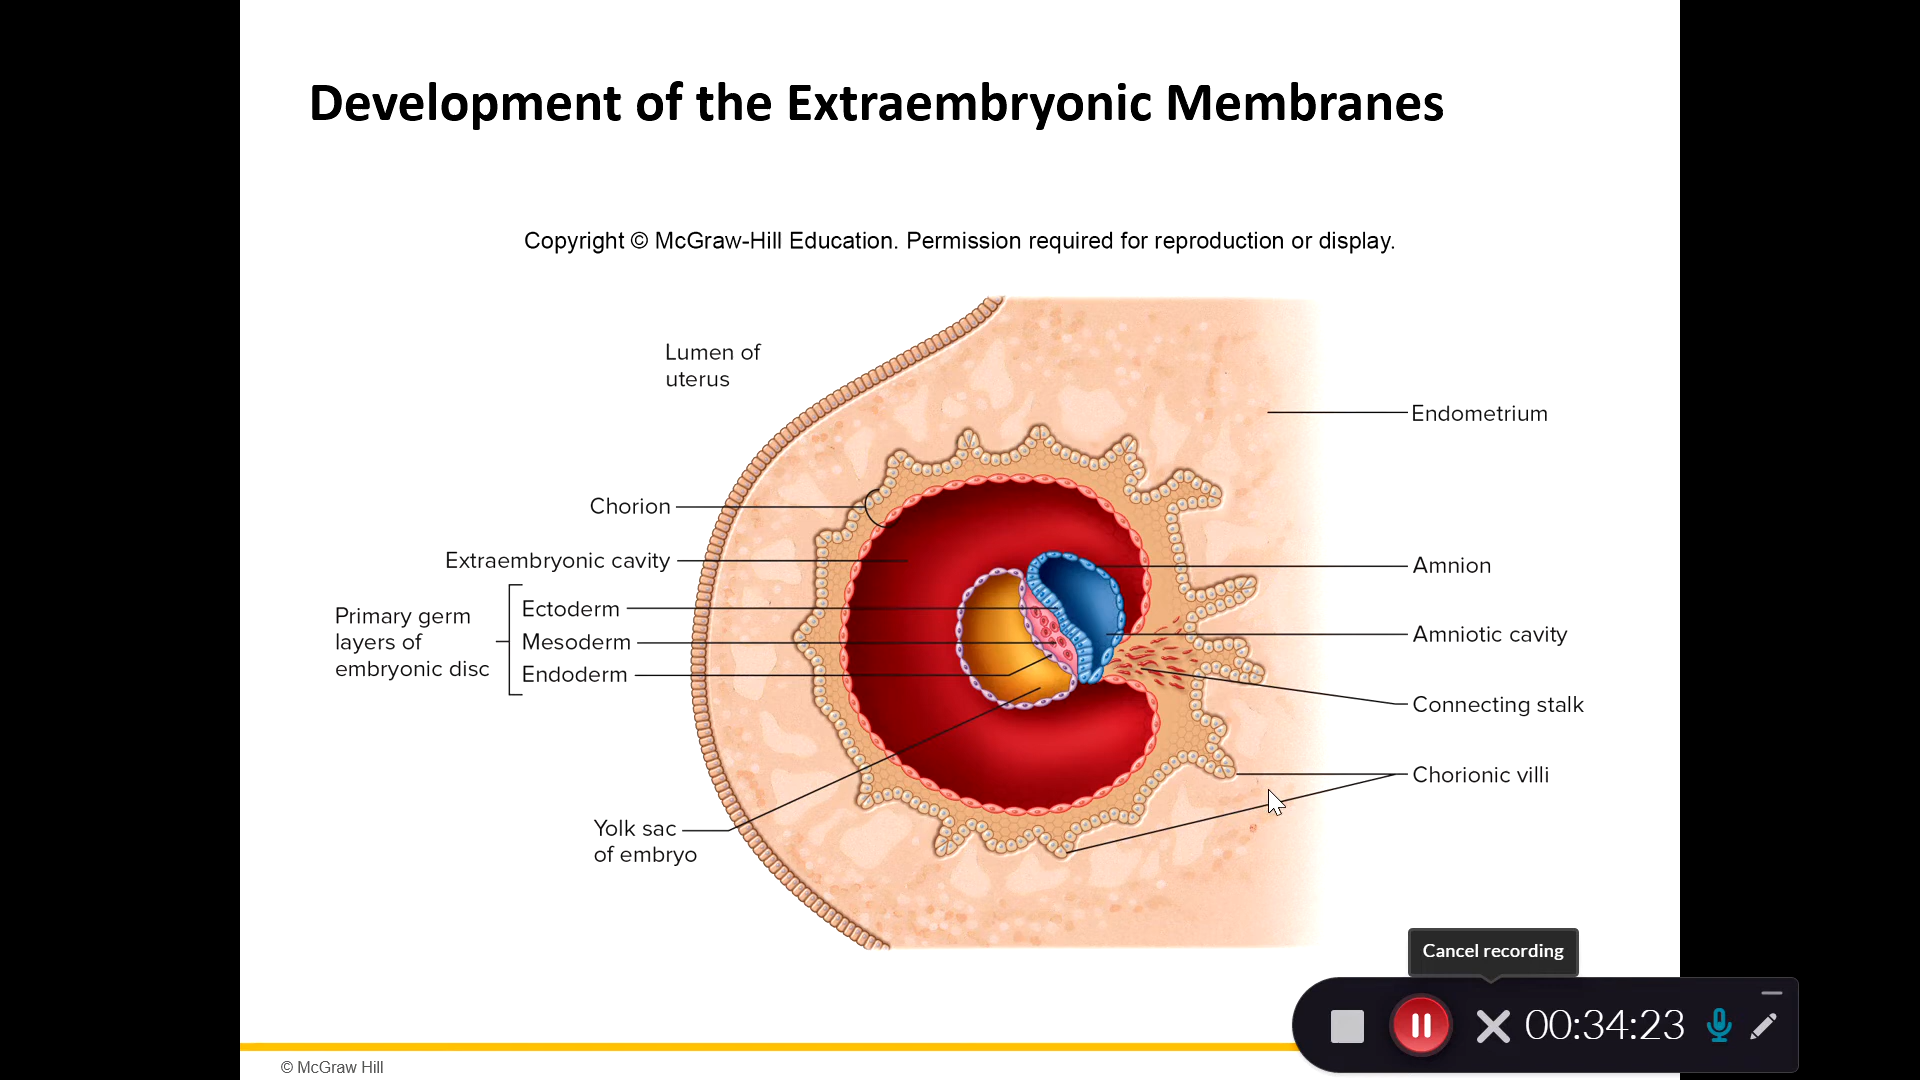 Development of the Extraembryonic Membranes
Copyright © McGraw-Hill Education. Permission required for reproduction or display.
Lumen of
uterus
Endometrium
Chorion
Extraembryonic cavity
Amnion
Primary germ
layers of
embryonic disc
Ectoderm
Mesoderm
Endoderm
Amniotic cavity
Connecting stalk
Chorionic villi
Yolk sac
of embryo
Cancel recording
00:34:23
© McGraw Hill